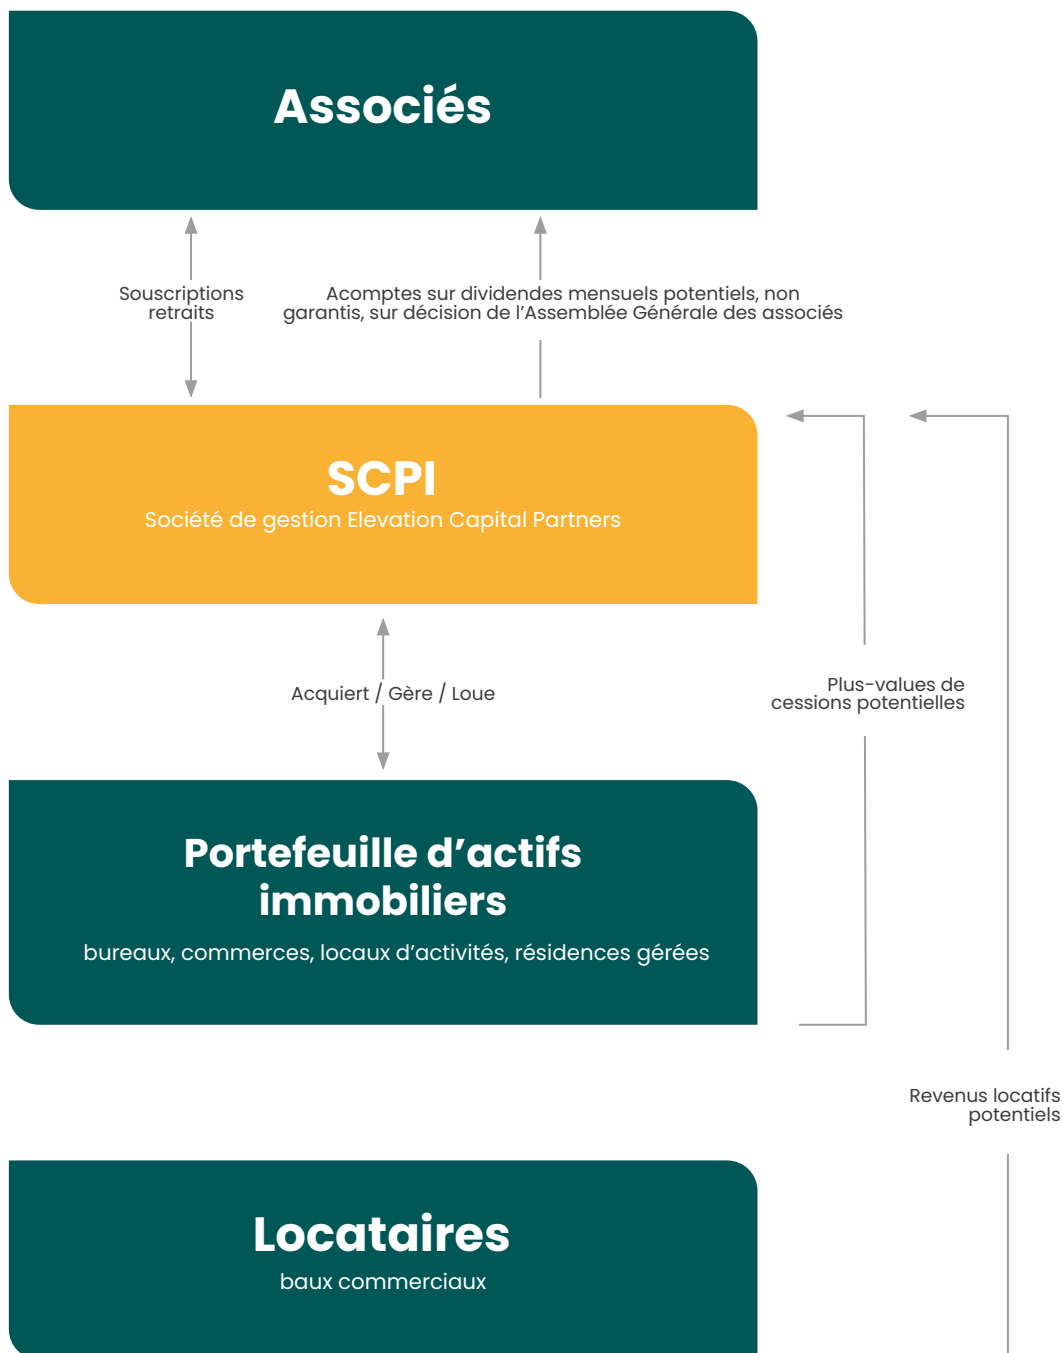 Associés
Souscriptions
retraits
Acomptes sur dividendes mensuels potentiels, non
garantis, sur décision de l’Assemblée Générale des associés
SCPI
Société de gestion Elevation Capital Partners
Acquiert / Gère / Loue
Plus-values de
cessions potentielles
Portefeuille d’actifs
immobiliers
bureaux, commerces, locaux d’activités, résidences gérées
Revenus locatifs
potentiels
Locataires
baux commerciaux